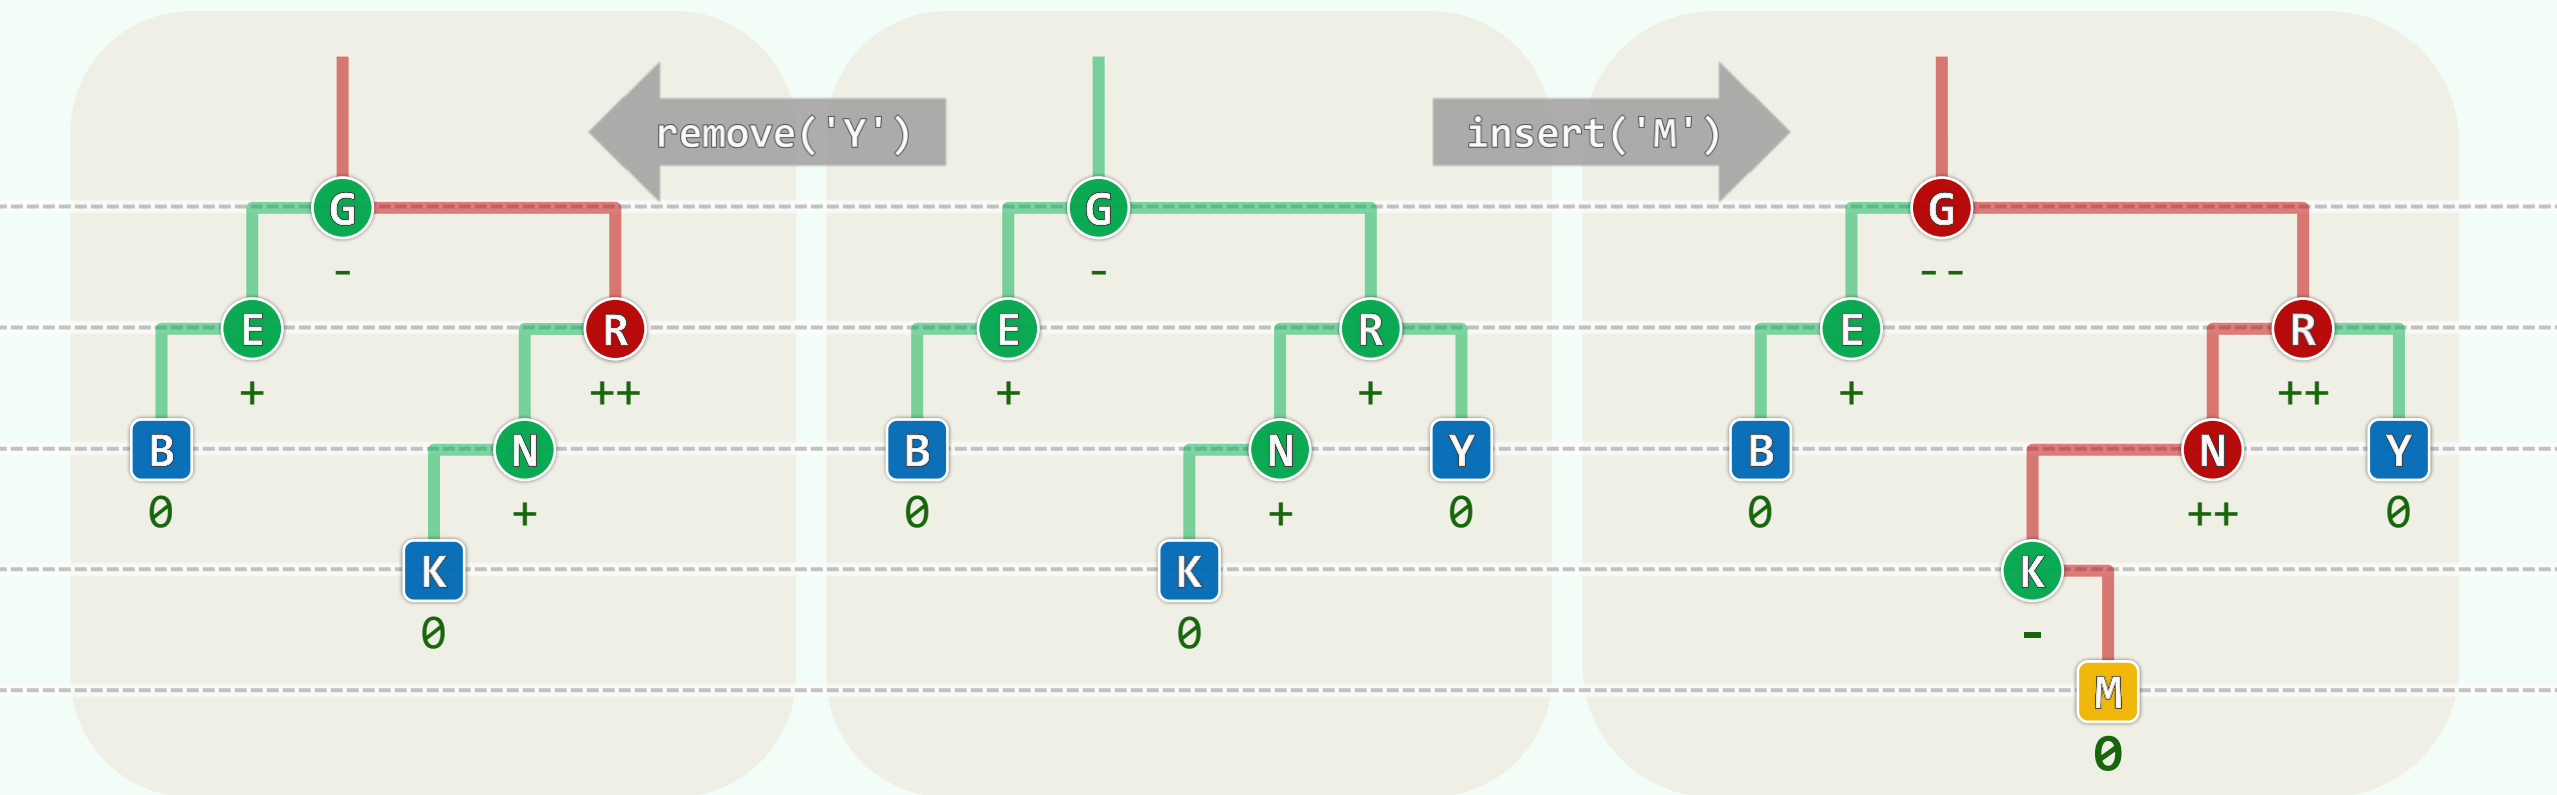 remove('Y') insert('M')
G G G
- - --
E R E R E R
+ ++ + + + ++
B N B N Y B N Y
0 + 0 + 0 0 ++ 0
K K K
0 0 -
M
0